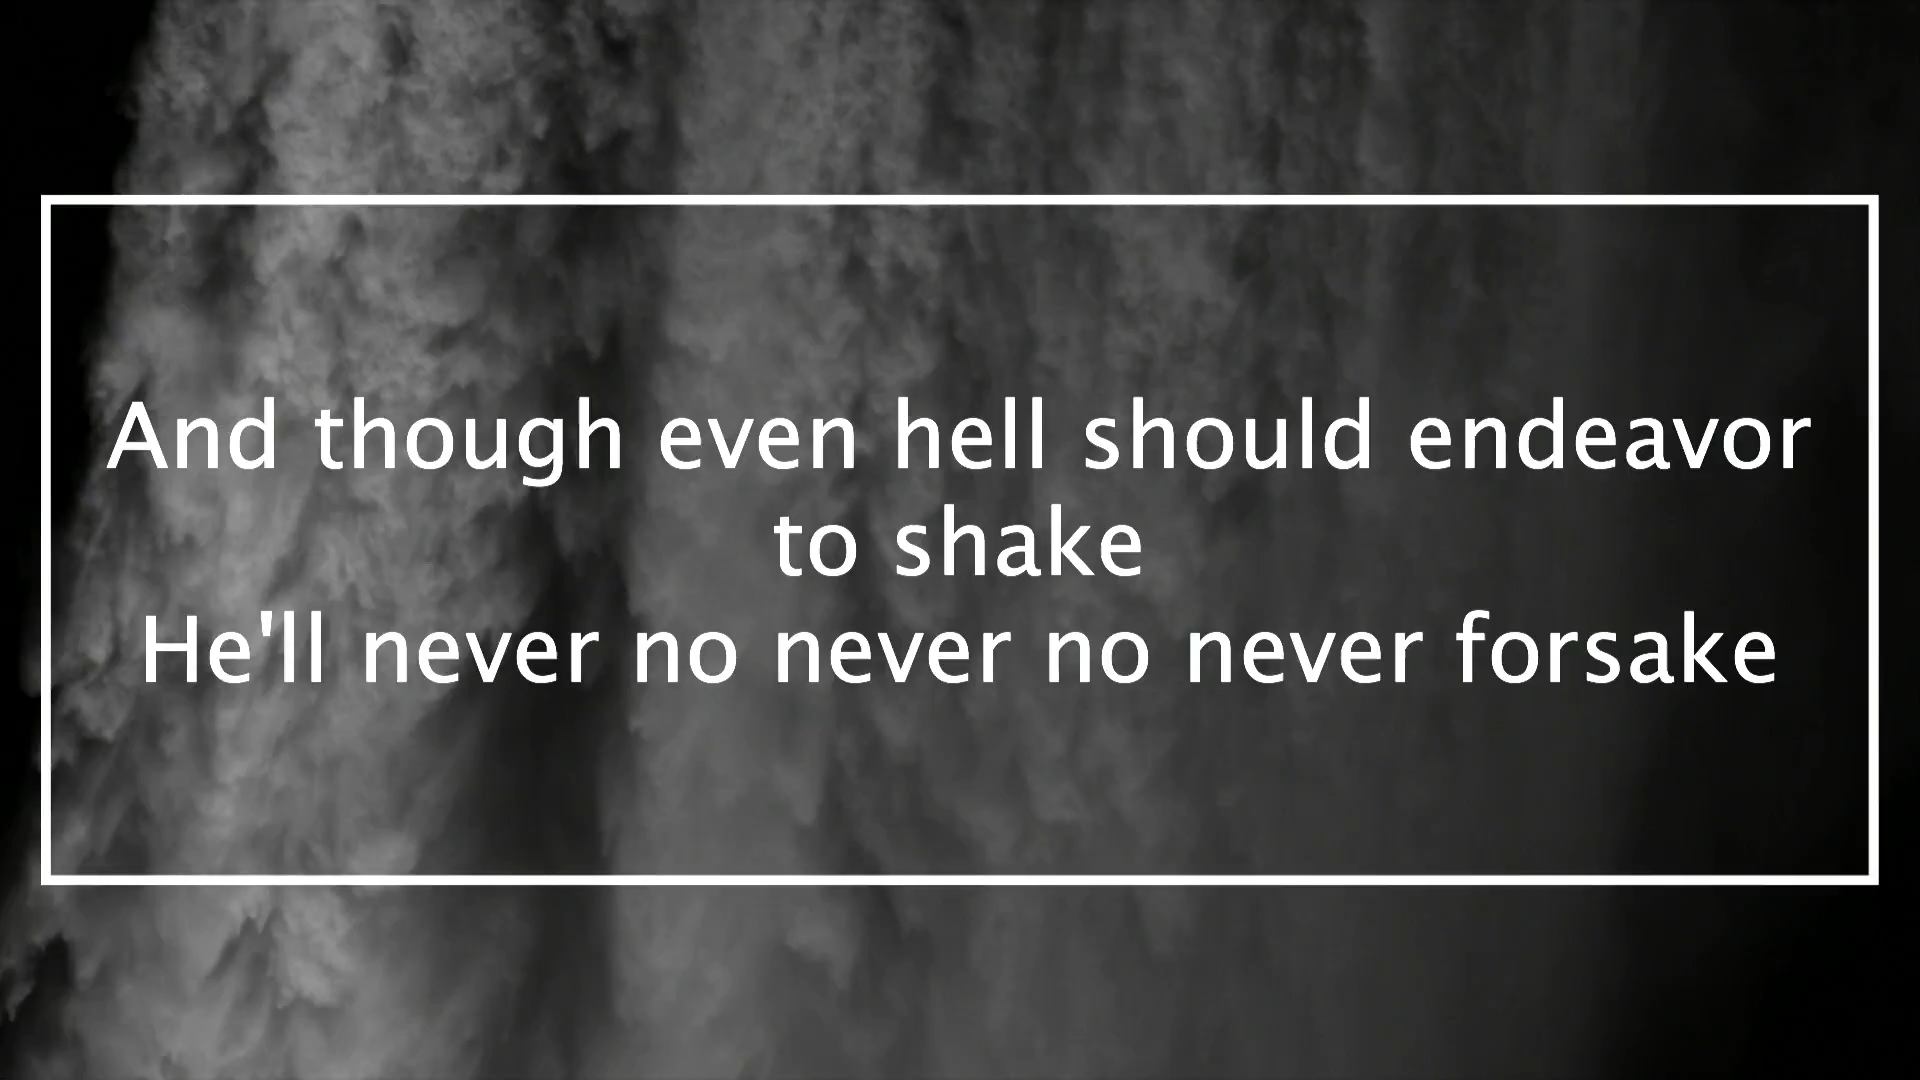 And though even hell should endeavor
to shake
He'll never no never no never forsake